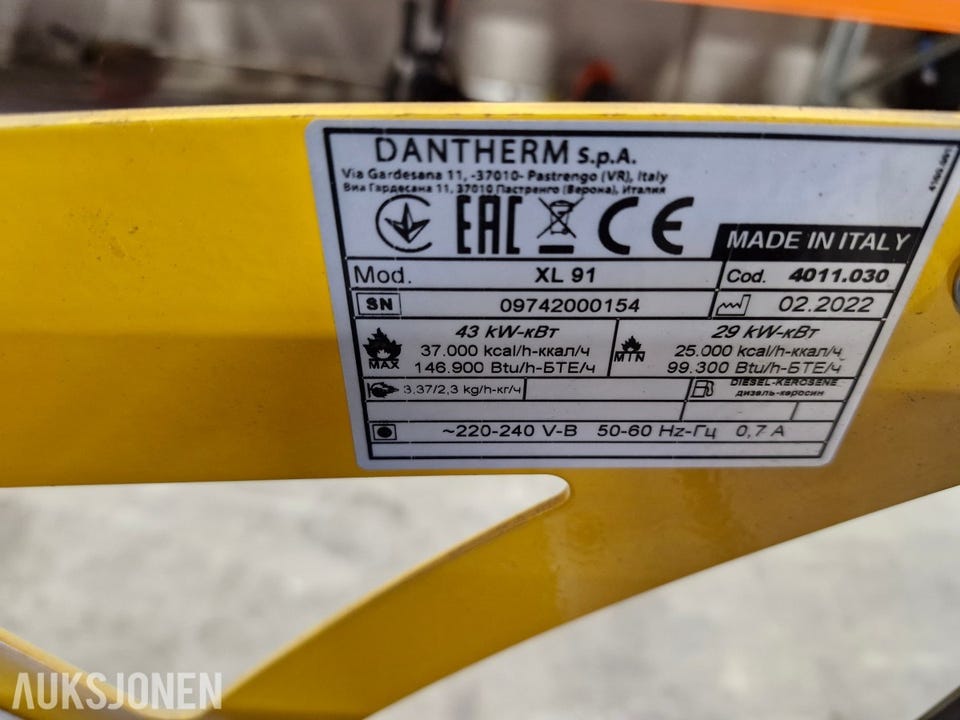 DANTHERM S.p.A.
Via Gardesana 11, -37010- Pastrengo (VR), Italy
Виа Гардесана 11, 37010 Пастренго (Верона), Италия
EAC CE
MADE IN ITALY
Mod. XL 91 Cod. 4011.030
SN 09742000154 02.2022
43 kW-кВт 29 kW-кВт
MAX 37.000 kcal/h-ккал/ч MIN 25.000 kcal/h-ккал/ч
146.900 Btu/h-БТЕ/ч 99.300 Btu/h-БТЕ/ч
3,37/2,3 kg/h-кг/ч DIESEL-KEROSENE
дизель-керосин
~220-240 V-В 50-60 Hz-Гц 0,7 A
AUKSJONEN